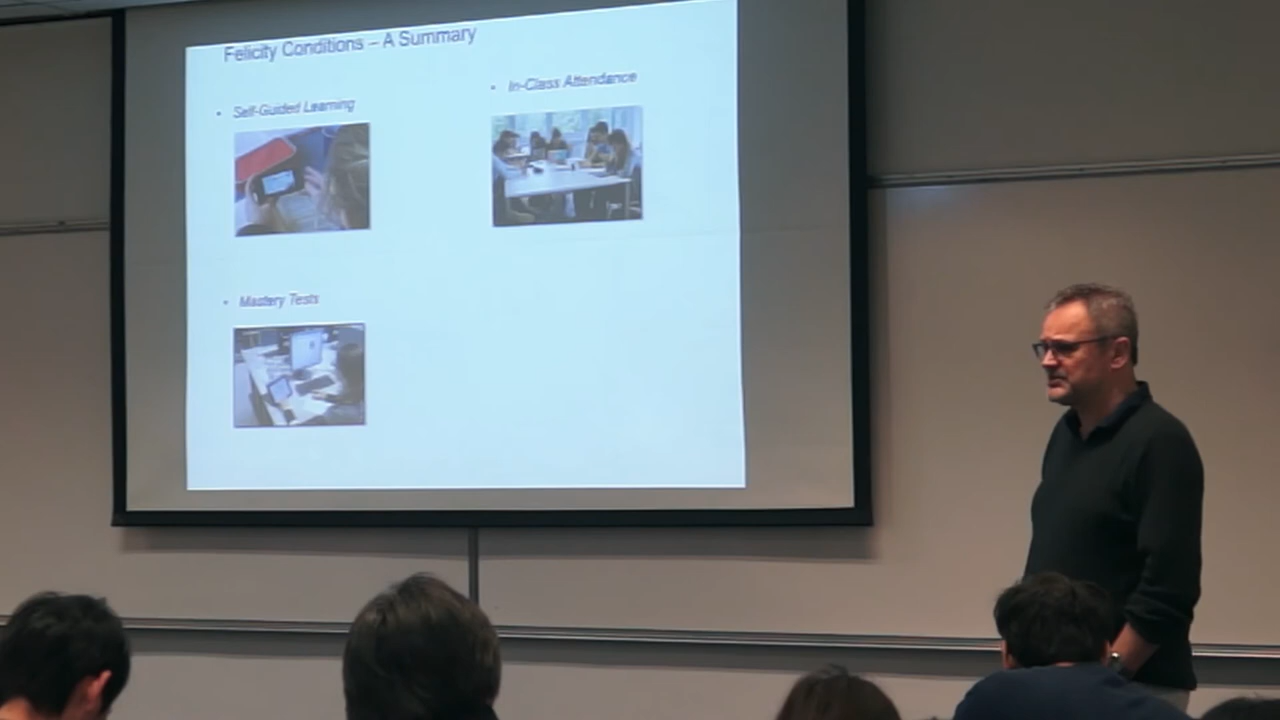 Felicity Conditions – A Summary
• Self-Guided Learning
• In-Class Attendance
• Mastery Tests